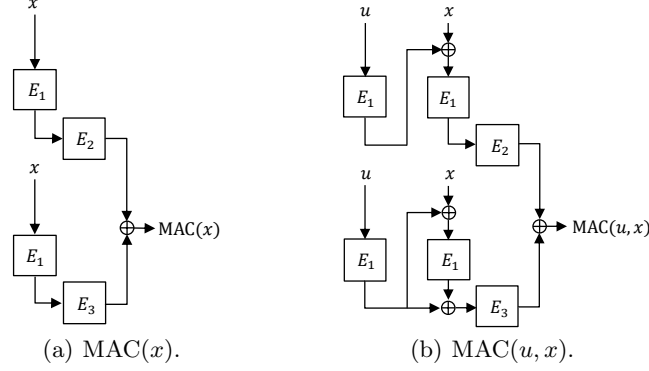 x
E₁
E₂
x
MAC(x)
E₁
E₃
(a) MAC(x).
u
x
E₁
E₁
E₂
u
x
MAC(u, x)
E₁
E₁
E₃
(b) MAC(u, x).